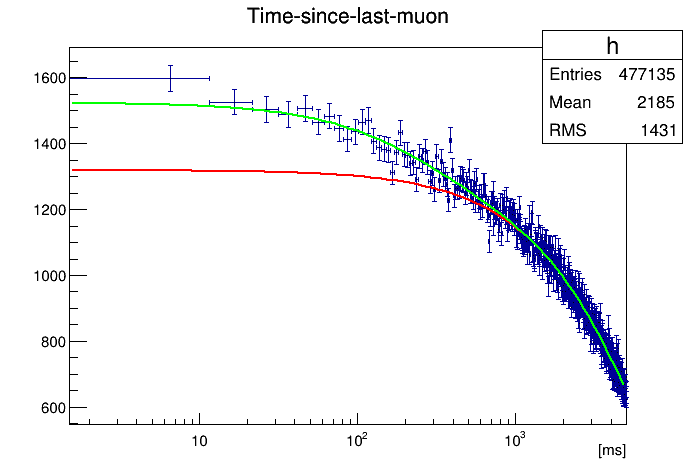 Time-since-last-muon
h
Entries 477135
Mean 2185
RMS 1431
1600
1400
1200
1000
800
600
10
10²
10³
[ms]